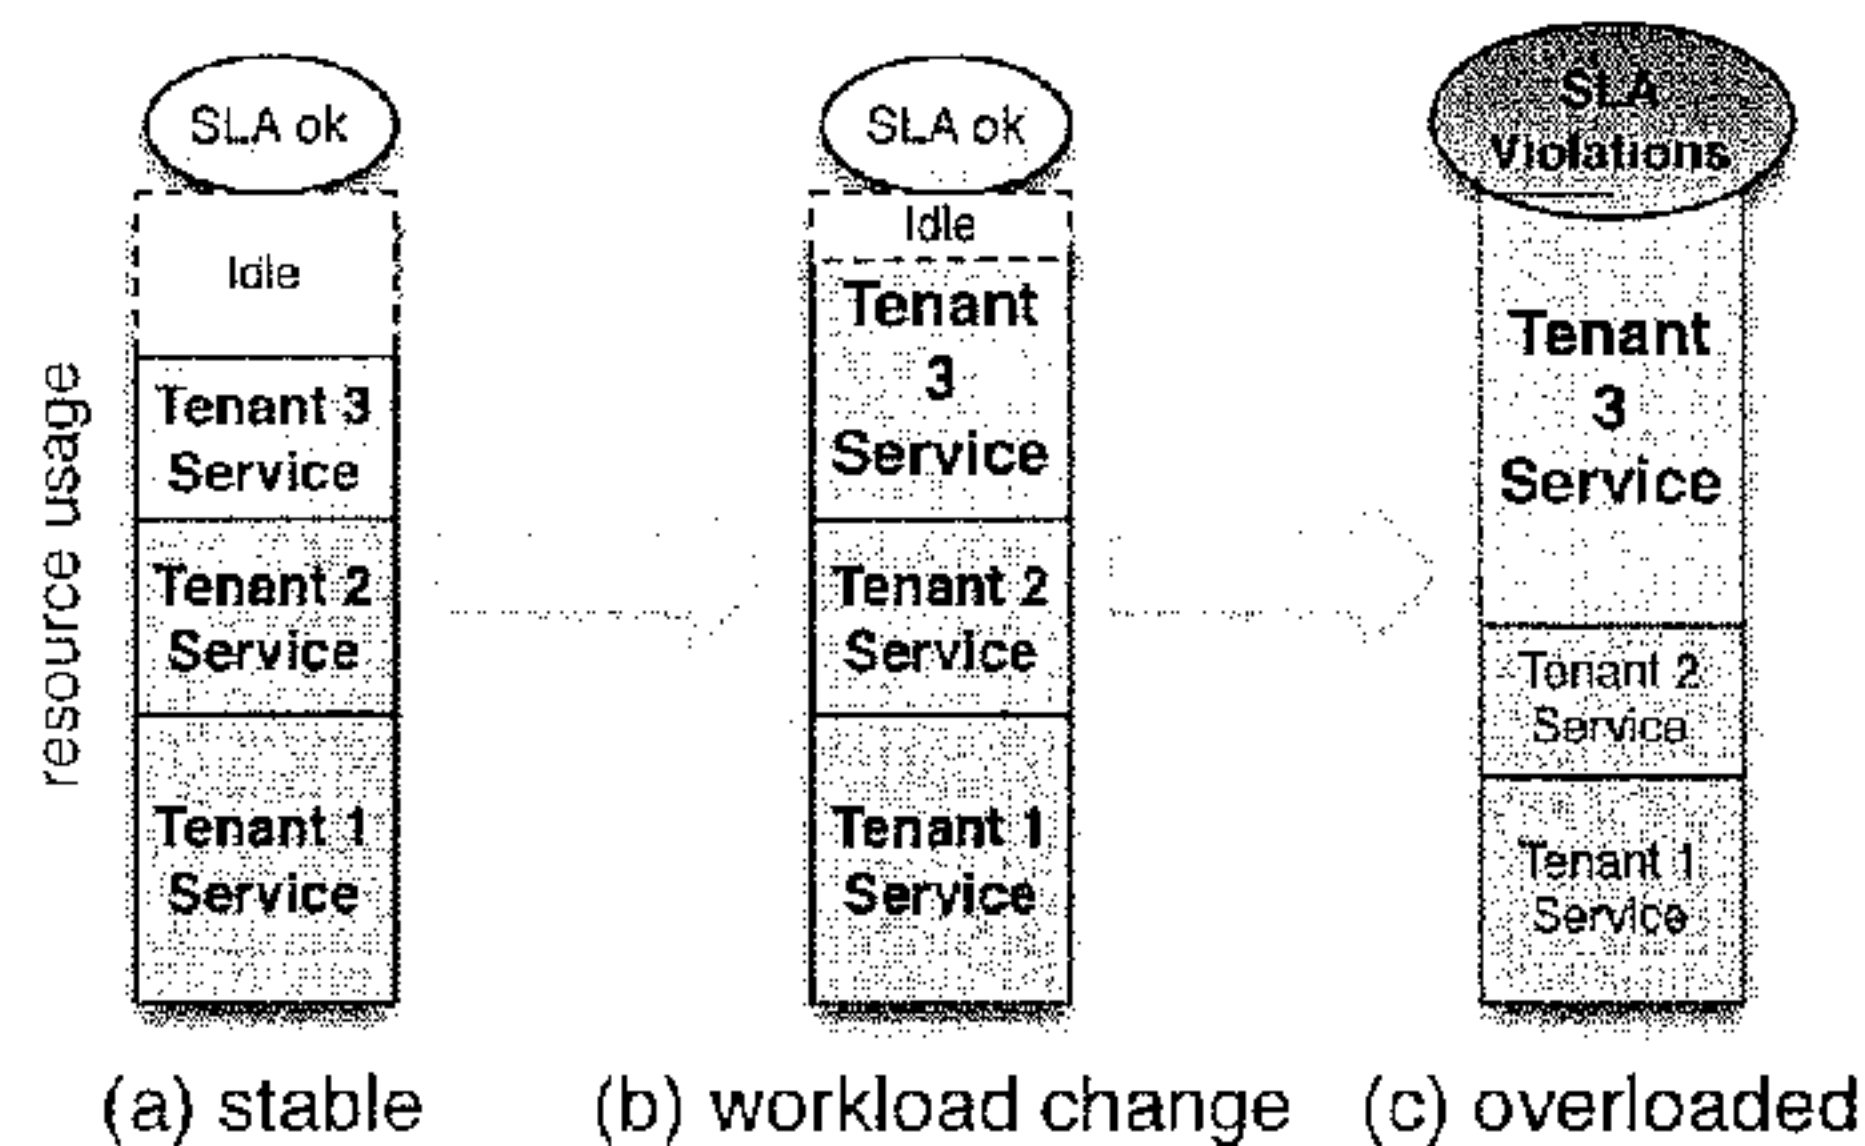 resource usage
SLA ok
Idle
Tenant 3
Service
Tenant 2
Service
Tenant 1
Service
(a) stable
SLA ok
Idle
Tenant
3
Service
Tenant 2
Service
Tenant 1
Service
(b) workload change
SLA
Violations
Tenant
3
Service
Tenant 2
Service
Tenant 1
Service
(c) overloaded